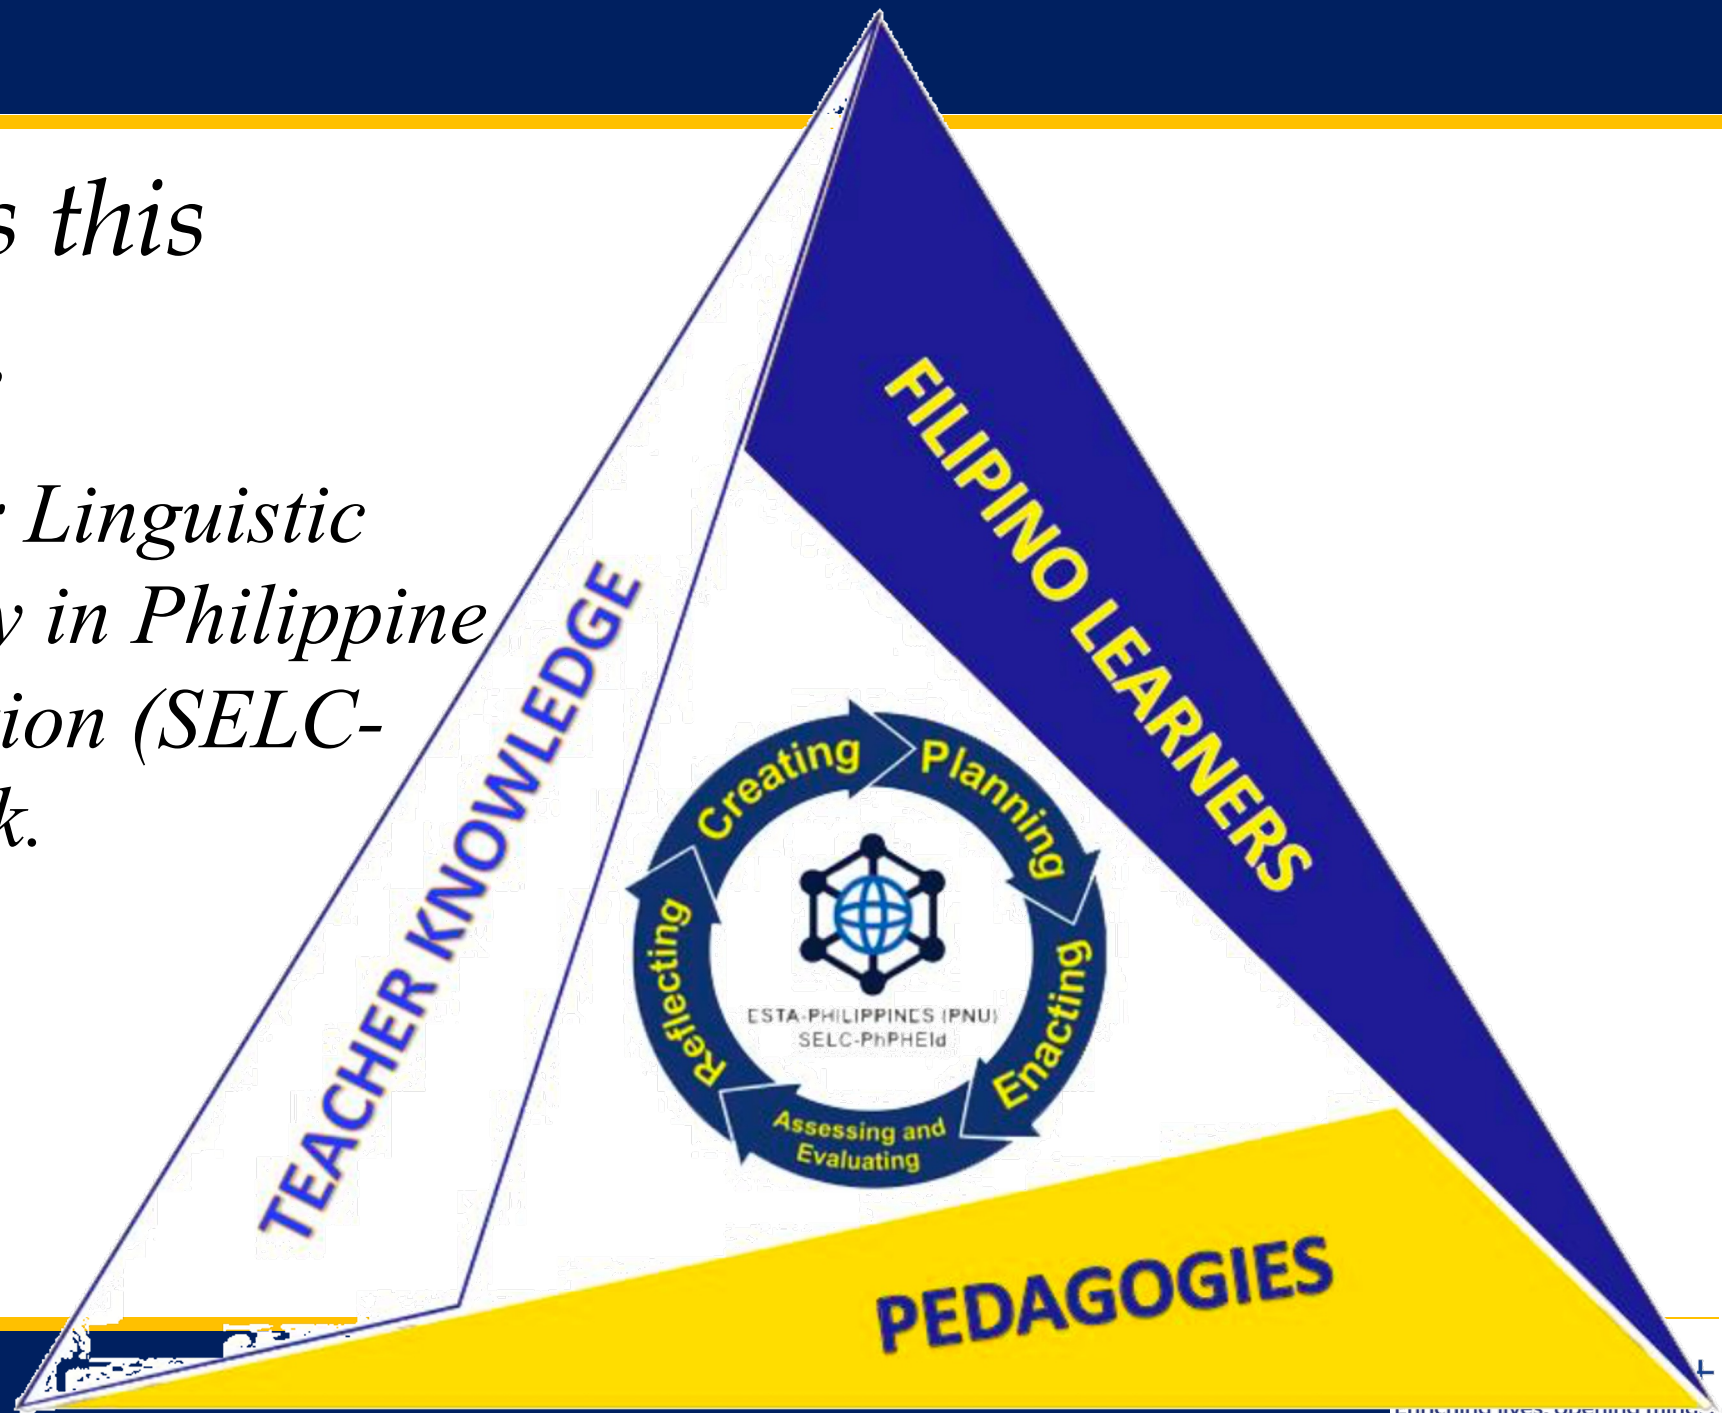 s this
Linguistic
y in Philippine
ion (SELC-
k.
TEACHER KNOWLEDGE
FILIPINO LEARNERS
PEDAGOGIES
Creating
Planning
Enacting
Assessing and
Evaluating
Reflecting
ESTA-PHILIPPINES (PNU)
SELC-PhPHEId